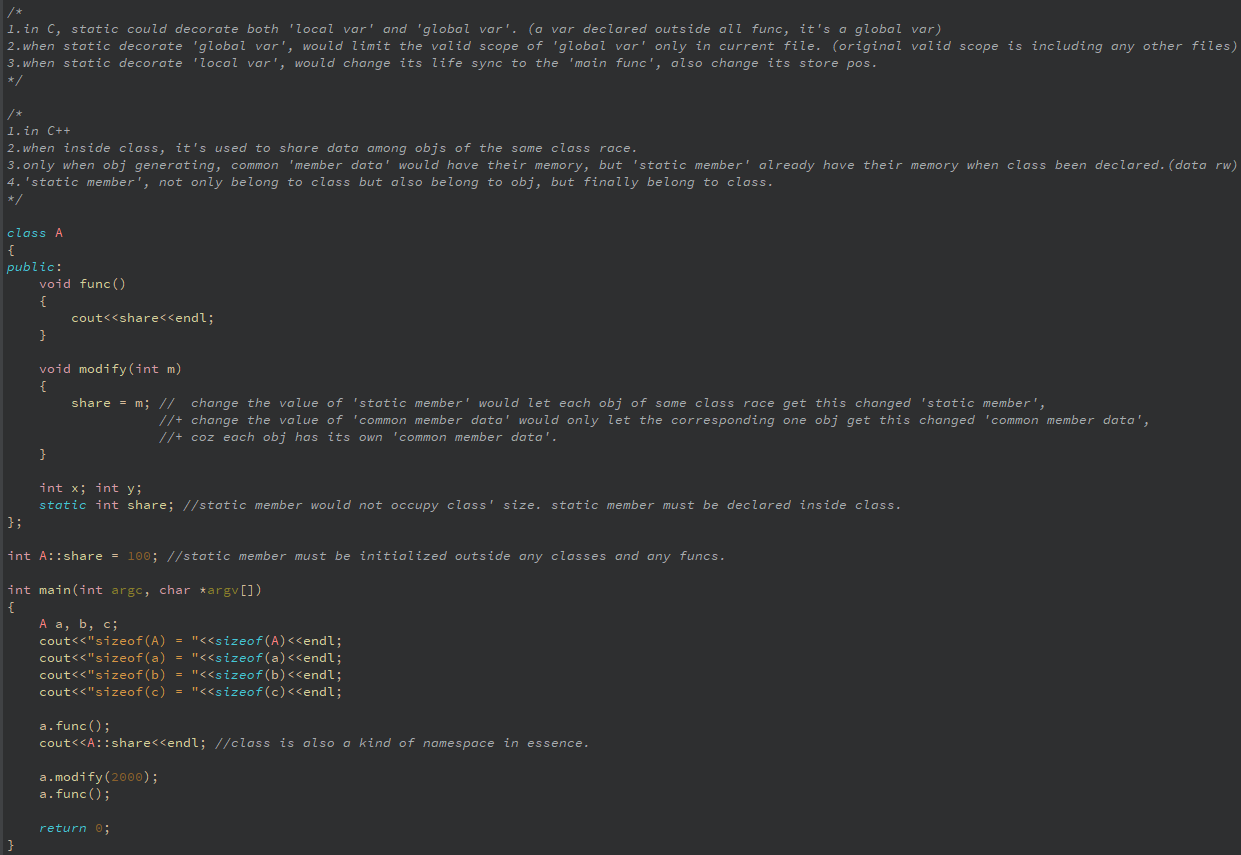 /*
1.in C, static could decorate both 'local var' and 'global var'. (a var declared outside all func, it's a global var)
2.when static decorate 'global var', would limit the valid scope of 'global var' only in current file. (original valid scope is including any other files)
3.when static decorate 'local var', would change its life sync to the 'main func', also change its store pos.
*/

/*
1.in C++
2.when inside class, it's used to share data among objs of the same class race.
3.only when obj generating, common 'member data' would have their memory, but 'static member' already have their memory when class been declared.(data rw)
4.'static member', not only belong to class but also belong to obj, but finally belong to class.
*/

class A
{
public:
    void func()
    {
        cout<<share<<endl;
    }

    void modify(int m)
    {
        share = m; //  change the value of 'static member' would let each obj of same class race get this changed 'static member',
                   //+ change the value of 'common member data' would only let the corresponding one obj get this changed 'common member data',
                   //+ coz each obj has its own 'common member data'.
    }

    int x; int y;
    static int share; //static member would not occupy class' size. static member must be declared inside class.
};

int A::share = 100; //static member must be initialized outside any classes and any funcs.

int main(int argc, char *argv[])
{
    A a, b, c;
    cout<<"sizeof(A) = "<<sizeof(A)<<endl;
    cout<<"sizeof(a) = "<<sizeof(a)<<endl;
    cout<<"sizeof(b) = "<<sizeof(b)<<endl;
    cout<<"sizeof(c) = "<<sizeof(c)<<endl;

    a.func();
    cout<<A::share<<endl; //class is also a kind of namespace in essence.

    a.modify(2000);
    a.func();

    return 0;
}